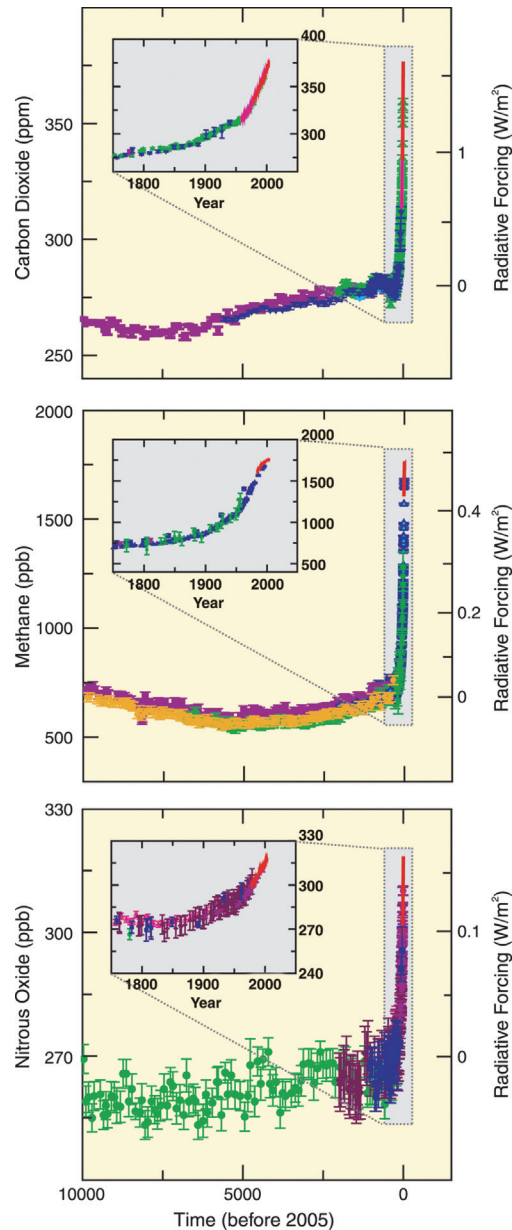 400
350
300
250
Carbon Dioxide (ppm)
350
300
1800 1900 2000
Year
1
0
Radiative Forcing (W/m²)
2000
1500
1000
500
Methane (ppb)
2000
1500
1000
500
1800 1900 2000
Year
0.4
0.2
0
Radiative Forcing (W/m²)
330
300
270
Nitrous Oxide (ppb)
330
300
270
240
1800 1900 2000
Year
0.1
0
Radiative Forcing (W/m²)
10000 5000 0
Time (before 2005)